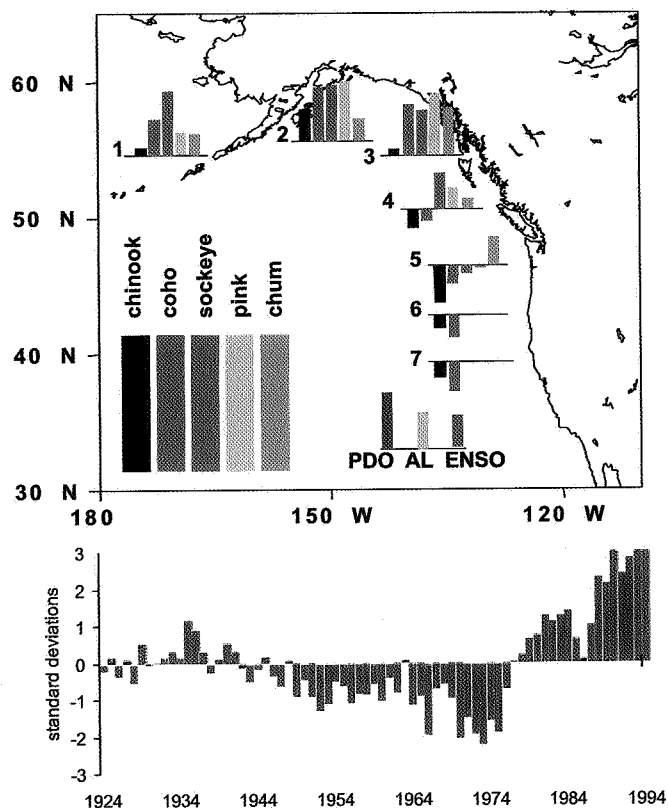 60 N
50 N
40 N
30 N
180
150 W
120 W
1
2
3
4
5
6
7
chinook
coho
sockeye
pink
chum
PDO AL ENSO
standard deviations
3
2
1
0
-1
-2
-3
1924
1934
1944
1954
1964
1974
1984
1994